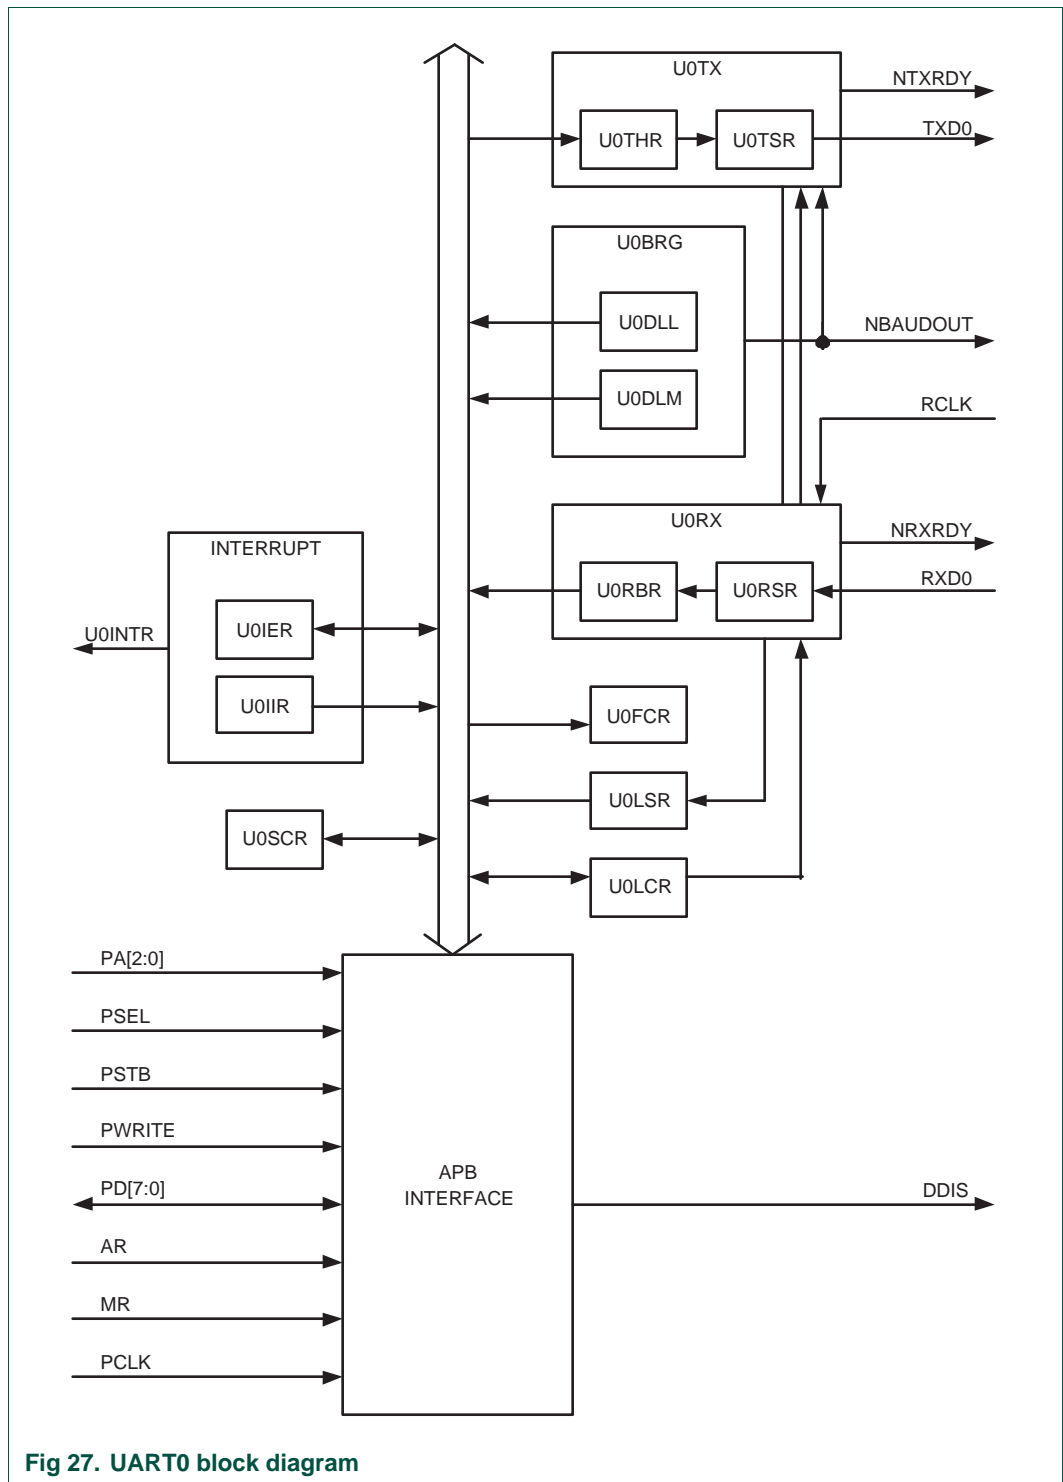 U0TX
NTXRDY
U0THR
U0TSR
TXD0
U0BRG
U0DLL
NBAUDOUT
U0DLM
RCLK
U0RX
NRXRDY
INTERRUPT
U0RBR
U0RSR
RXD0
U0IER
U0INTR
U0IIR
U0FCR
U0LSR
U0SCR
U0LCR
PA[2:0]
PSEL
PSTB
PWRITE
APB
INTERFACE
PD[7:0]
DDIS
AR
MR
PCLK
Fig 27. UART0 block diagram